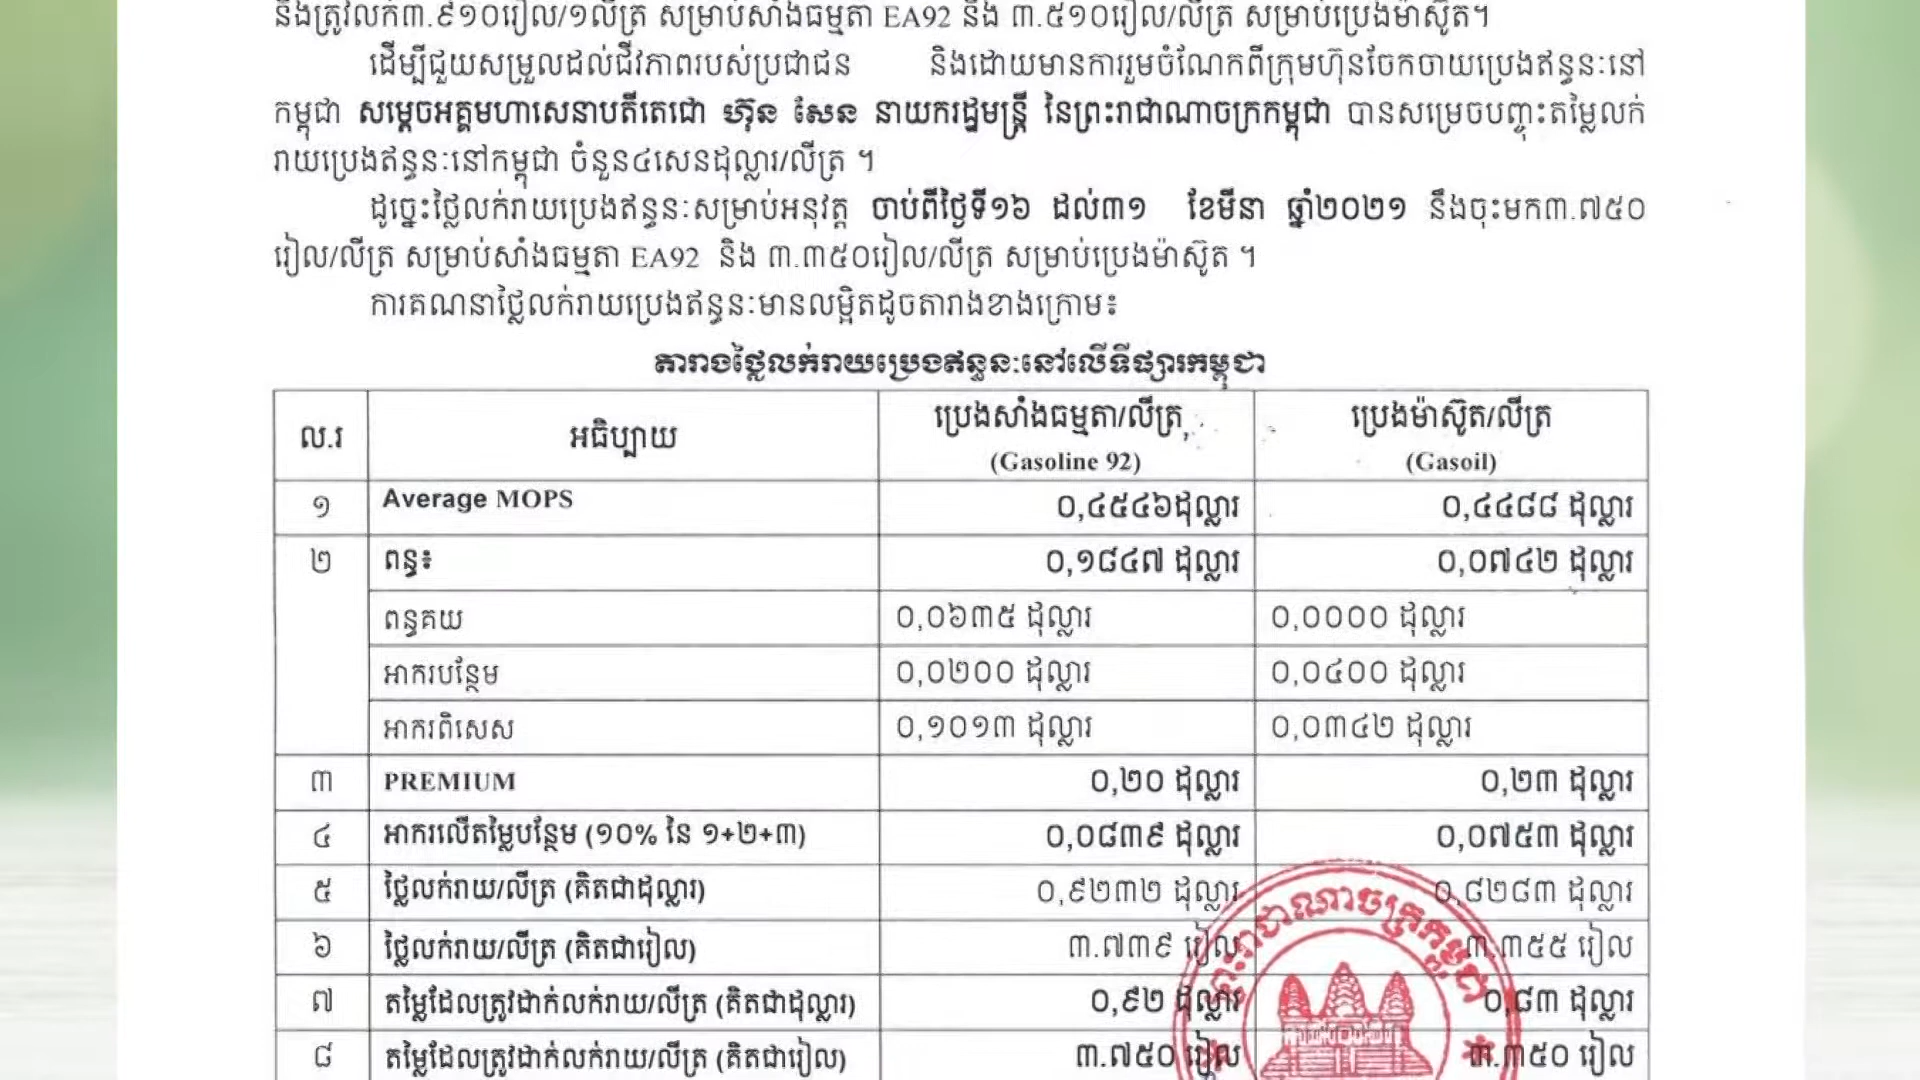 នឹងត្រូវលក់៣.៩១០រៀល/១លីត្រ សម្រាប់សាំងធម្មតា EA92 និង ៣.៥១០រៀល/លីត្រ សម្រាប់ប្រេងម៉ាស៊ូត។
ដើម្បីជួយសម្រួលដល់ជីវភាពរបស់ប្រជាជន និងដោយមានការរួមចំណែកពីក្រុមហ៊ុនចែកចាយប្រេងឥន្ធនៈនៅ
កម្ពុជា សម្តេចអគ្គមហាសេនាបតីតេជោ ហ៊ុន សែន នាយករដ្ឋមន្ត្រី នៃព្រះរាជាណាចក្រកម្ពុជា បានសម្រេចបញ្ចុះតម្លៃលក់
រាយប្រេងឥន្ធនៈនៅកម្ពុជា ចំនួន៤សេនដុល្លារ/លីត្រ ។
ដូច្នេះថ្លៃលក់រាយប្រេងឥន្ធនៈសម្រាប់អនុវត្ត ចាប់ពីថ្ងៃទី១៦ ដល់៣១ ខែមីនា ឆ្នាំ២០២១ នឹងចុះមក៣.៧៥០
រៀល/លីត្រ សម្រាប់សាំងធម្មតា EA92 និង ៣.៣៥០រៀល/លីត្រ សម្រាប់ប្រេងម៉ាស៊ូត ។
ការគណនាថ្លៃលក់រាយប្រេងឥន្ធនៈមានលម្អិតដូចតារាងខាងក្រោម៖
តារាងថ្លៃលក់រាយប្រេងឥន្ធនៈនៅលើទីផ្សារកម្ពុជា
ល.រ អធិប្បាយ ប្រេងសាំងធម្មតា/លីត្រ ប្រេងម៉ាស៊ូត/លីត្រ
(Gasoline 92) (Gasoil)
១ Average MOPS ០,៤៥៤៦ដុល្លារ ០,៤៤៨៨ ដុល្លារ
២ ពន្ធ៖ ០,១៨៤៧ ដុល្លារ ០,០៧៤២ ដុល្លារ
ពន្ធគយ ០,០៦៣៥ ដុល្លារ ០,០០០០ ដុល្លារ
អាករបន្ថែម ០,០២០០ ដុល្លារ ០,០៤០០ ដុល្លារ
អាករពិសេស ០,១០១៣ ដុល្លារ ០,០៣៤២ ដុល្លារ
៣ PREMIUM ០,២០ ដុល្លារ ០,២៣ ដុល្លារ
៤ អាករលើតម្លៃបន្ថែម (១០% នៃ ១+២+៣) ០,០៨៣៩ ដុល្លារ ០,០៧៥៣ ដុល្លារ
៥ ថ្លៃលក់រាយ/លីត្រ (គិតជាដុល្លារ) ០,៩២៣២ ដុល្លារ ០,៨២៨៣ ដុល្លារ
៦ ថ្លៃលក់រាយ/លីត្រ (គិតជារៀល) ៣.៧៣៩ រៀល ៣.៣៥៥ រៀល
៧ តម្លៃដែលត្រូវដាក់លក់រាយ/លីត្រ (គិតជាដុល្លារ) ០,៩២ ដុល្លារ ០,៨៣ ដុល្លារ
៨ តម្លៃដែលត្រូវដាក់លក់រាយ/លីត្រ (គិតជារៀល) ៣.៧៥០ រៀល ៣.៣៥០ រៀល
ព្រះរាជាណាចក្រកម្ពុជា